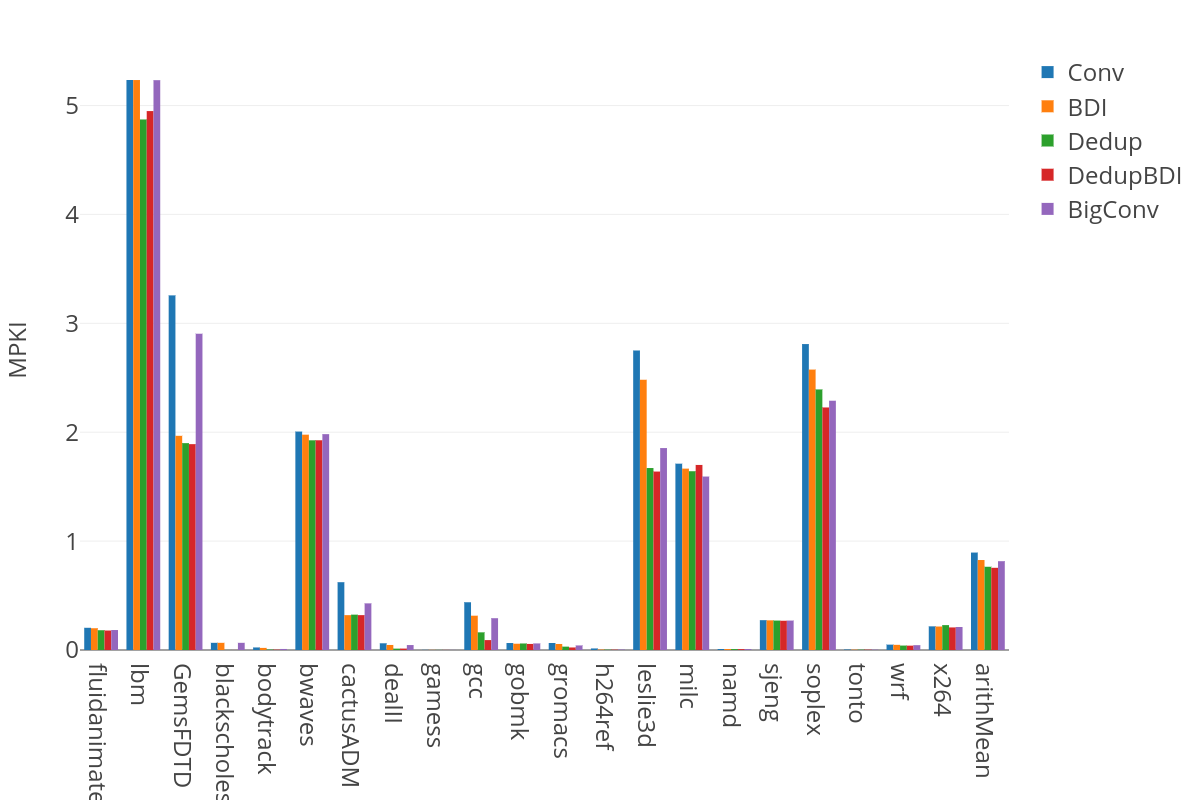 Conv
BDI
Dedup
DedupBDI
BigConv
MPKI
5
4
3
2
1
0
fluidanimate
lbm
GemsFDTD
blackscholes
bodytrack
bwaves
cactusADM
dealII
gamess
gcc
gobmk
gromacs
h264ref
leslie3d
milc
namd
sjeng
soplex
tonto
wrf
x264
arithMean